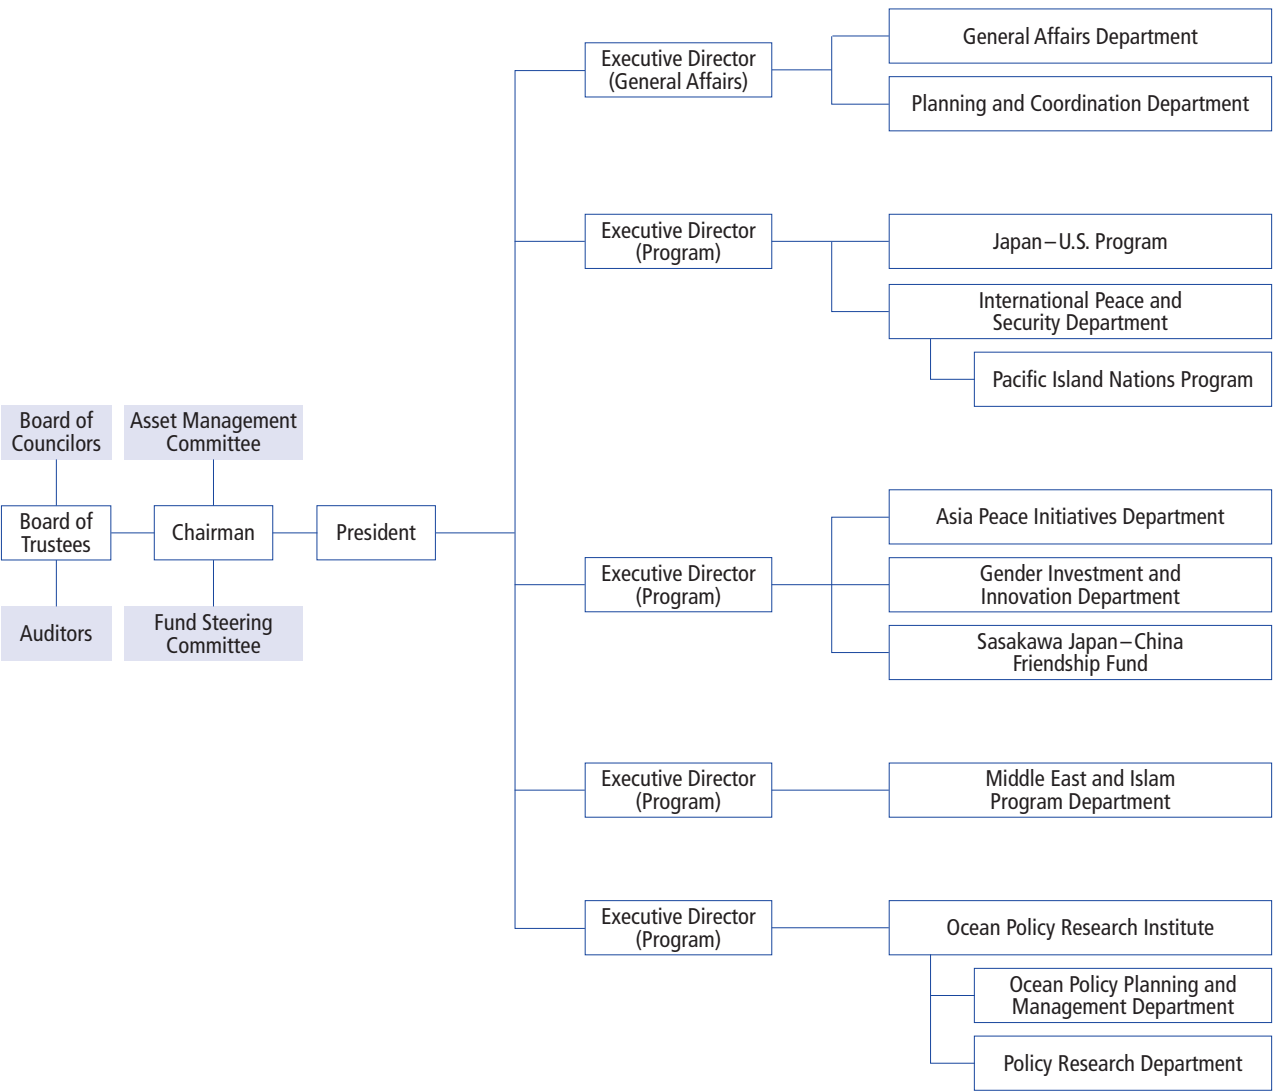 General Affairs Department
Executive Director
(General Affairs)
Planning and Coordination Department
Executive Director
(Program)
Japan–U.S. Program
International Peace and
Security Department
Pacific Island Nations Program
Board of
Councilors
Asset Management
Committee
Board of
Trustees
Chairman
President
Auditors
Fund Steering
Committee
Executive Director
(Program)
Asia Peace Initiatives Department
Gender Investment and
Innovation Department
Sasakawa Japan–China
Friendship Fund
Executive Director
(Program)
Middle East and Islam
Program Department
Executive Director
(Program)
Ocean Policy Research Institute
Ocean Policy Planning and
Management Department
Policy Research Department